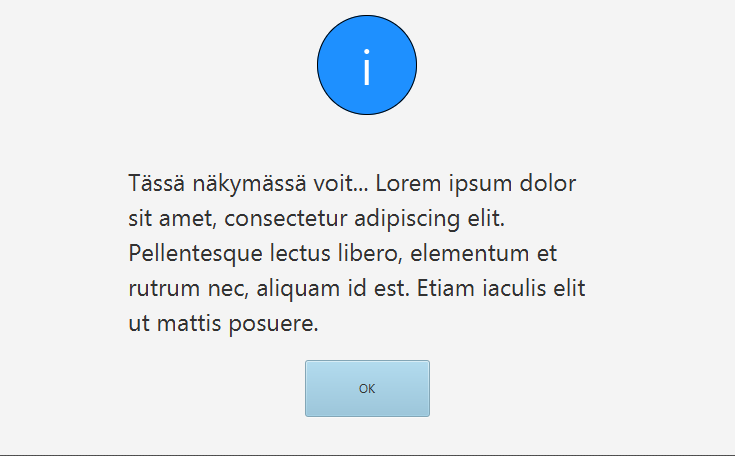 i
Tässä näkymässä voit... Lorem ipsum dolor
sit amet, consectetur adipiscing elit.
Pellentesque lectus libero, elementum et
rutrum nec, aliquam id est. Etiam iaculis elit
ut mattis posuere.
OK